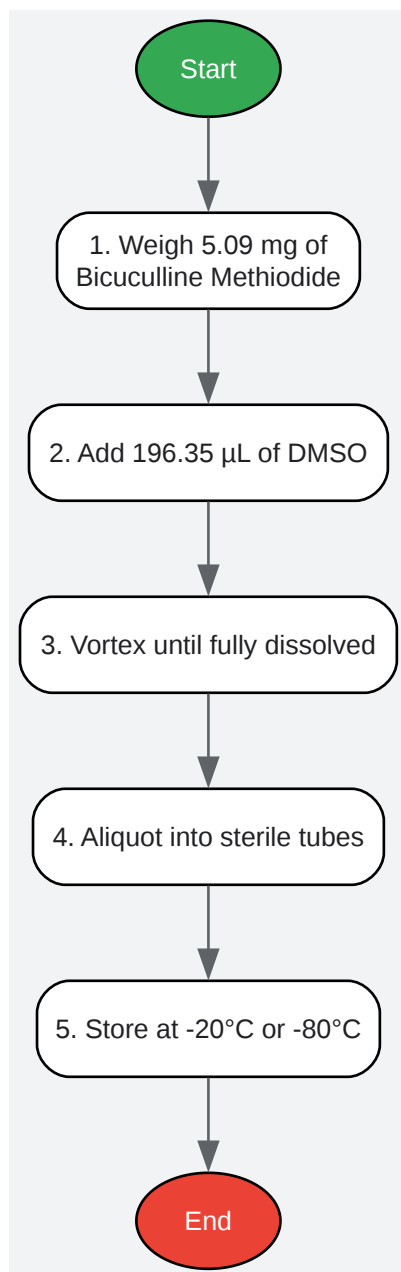 Start
1. Weigh 5.09 mg of
Bicuculline Methiodide
2. Add 196.35 µL of DMSO
3. Vortex until fully dissolved
4. Aliquot into sterile tubes
5. Store at -20°C or -80°C
End